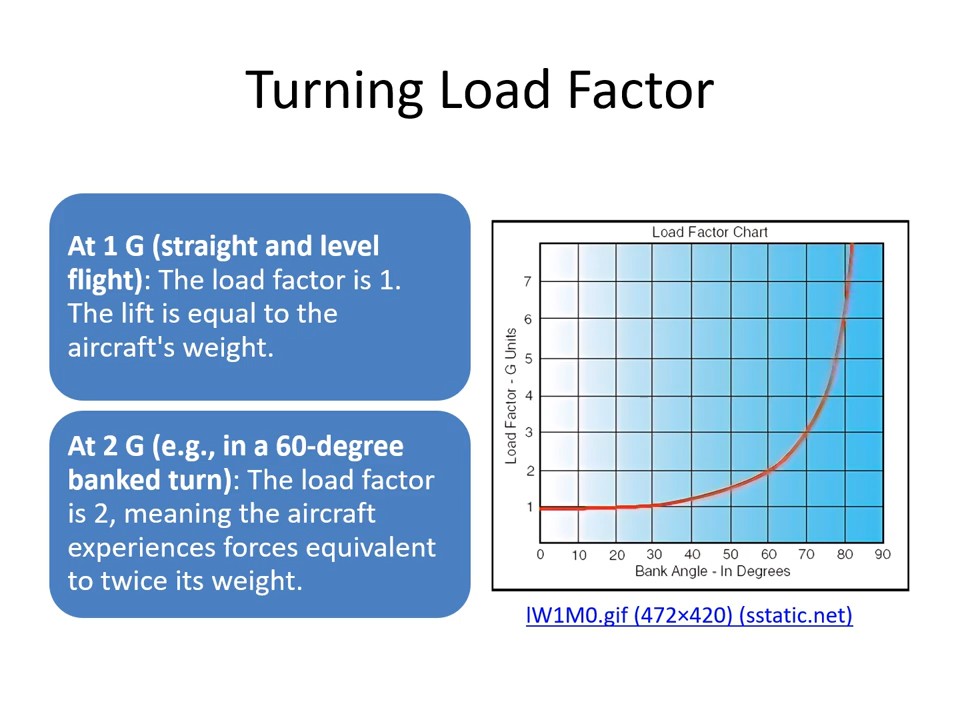 Turning Load Factor
At 1 G (straight and level
flight): The load factor is 1.
The lift is equal to the
aircraft's weight.
At 2 G (e.g., in a 60-degree
banked turn): The load factor
is 2, meaning the aircraft
experiences forces equivalent
to twice its weight.
Load Factor Chart
Load Factor - G Units
7
6
5
4
3
2
1
0 10 20 30 40 50 60 70 80 90
Bank Angle - In Degrees
lW1M0.gif (472×420) (sstatic.net)